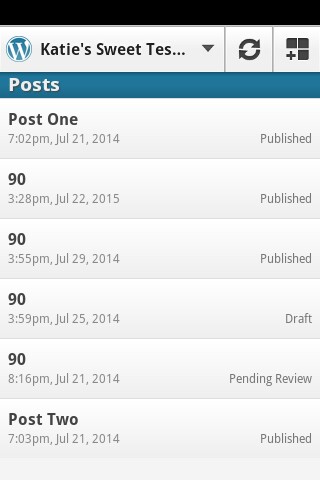 Katie's Sweet Tes...
Posts
Post One
7:02pm, Jul 21, 2014 Published
90
3:28pm, Jul 22, 2015 Published
90
3:55pm, Jul 29, 2014 Published
90
3:59pm, Jul 25, 2014 Draft
90
8:16pm, Jul 21, 2014 Pending Review
Post Two
7:03pm, Jul 21, 2014 Published